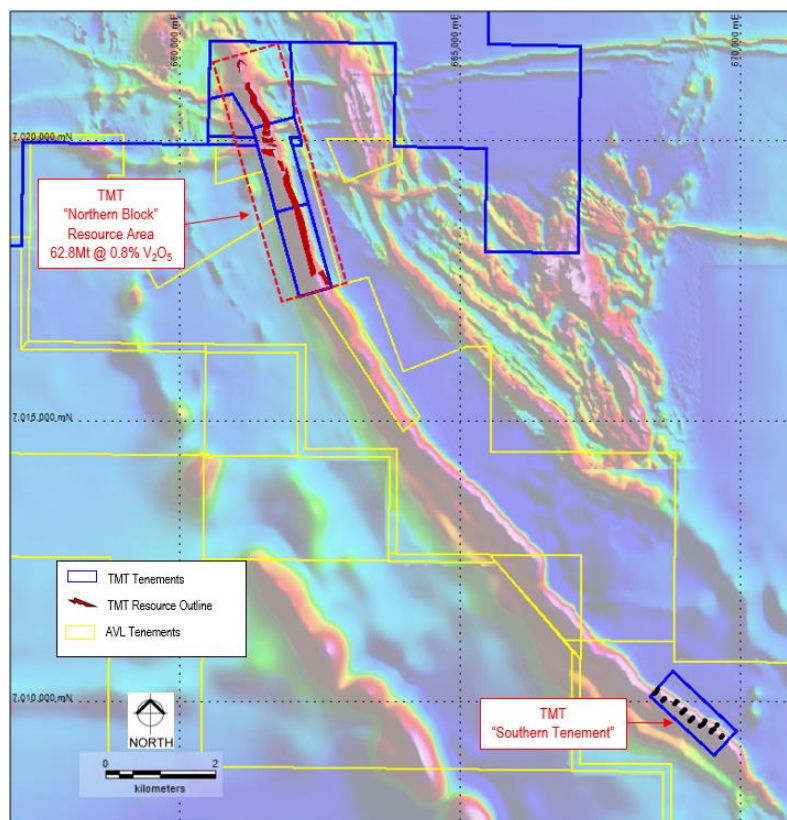 660,000 mE
665,000 mE
670,000 mE
7,020,000 mN
TMT
“Northern Block”
Resource Area
62.8Mt @ 0.8% V₂O₅
7,015,000 mN
TMT Tenements
TMT Resource Outline
AVL Tenements
7,010,000 mN
TMT
“Southern Tenement”
NORTH
0 2
kilometers